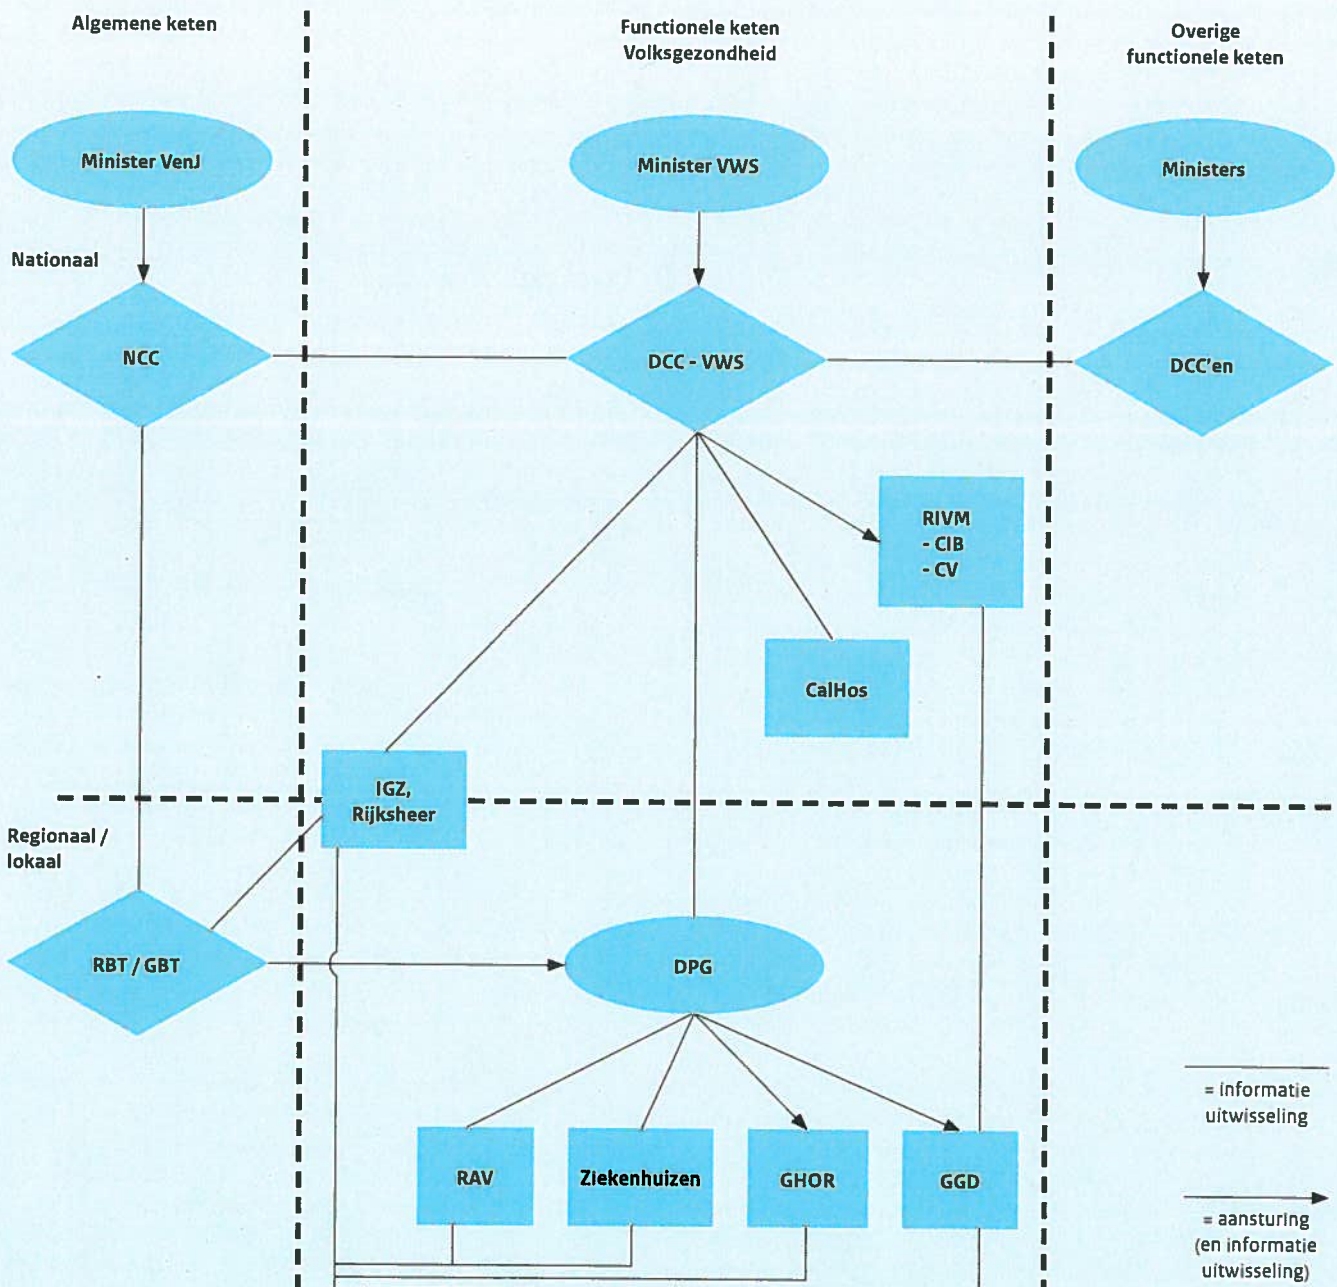 Algemene keten
Functionele keten
Volksgezondheid
Overige
functionele keten
Minister VenJ
Minister VWS
Ministers
Nationaal
NCC
DCC - VWS
DCC'en
RIVM
- CIB
- CV
CalHos
IGZ,
Rijksheer
Regionaal /
lokaal
RBT / GBT
DPG
= informatie
uitwisseling
RAV
Ziekenhuizen
GHOR
GGD
= aansturing
(en informatie
uitwisseling)